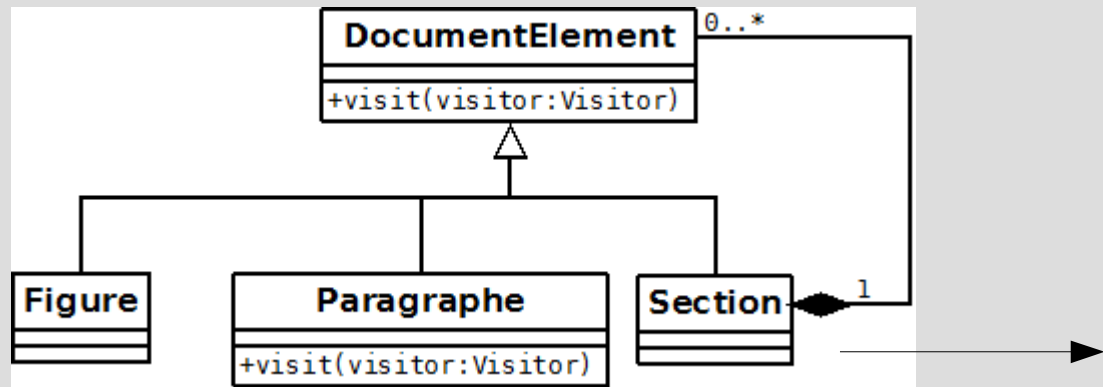 DocumentElement
0..*
+visit(visitor:Visitor)
Figure
Paragraphe
Section
1
+visit(visitor:Visitor)